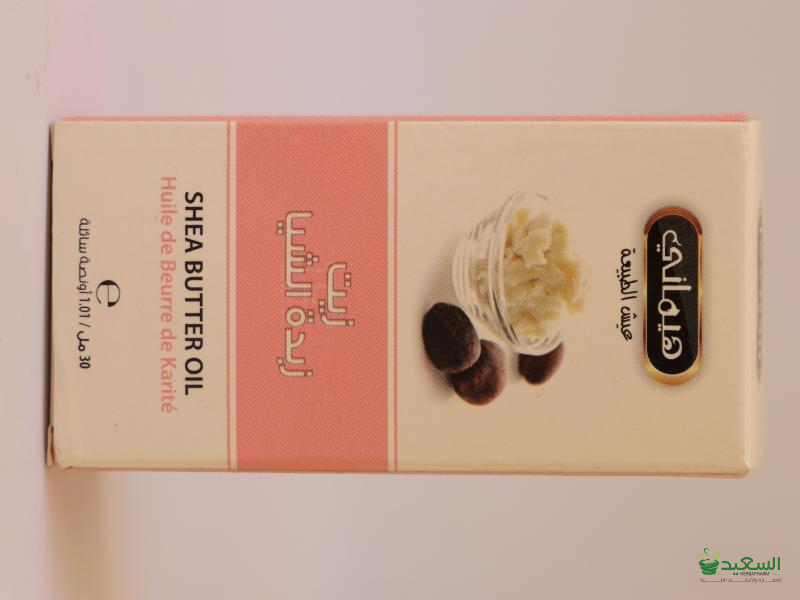 هيماني
عيش الطبيعة
زيت
زبدة الشيا
SHEA BUTTER OIL
Huile de Beurre de Karité
e
30 مل / 1.01 أونصة سائلة
السعيد
HERBAPHARM